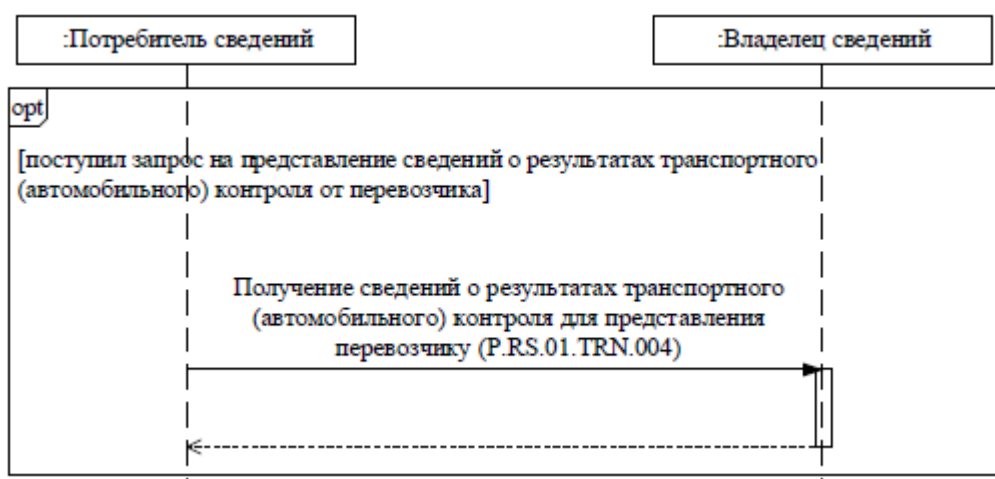 :Потребитель сведений
:Владелец сведений
opt
[поступил запрос на представление сведений о результатах транспортного
(автомобильного) контроля от перевозчика]
Получение сведений о результатах транспортного
(автомобильного) контроля для представления
перевозчику (P.RS.01.TRN.004)